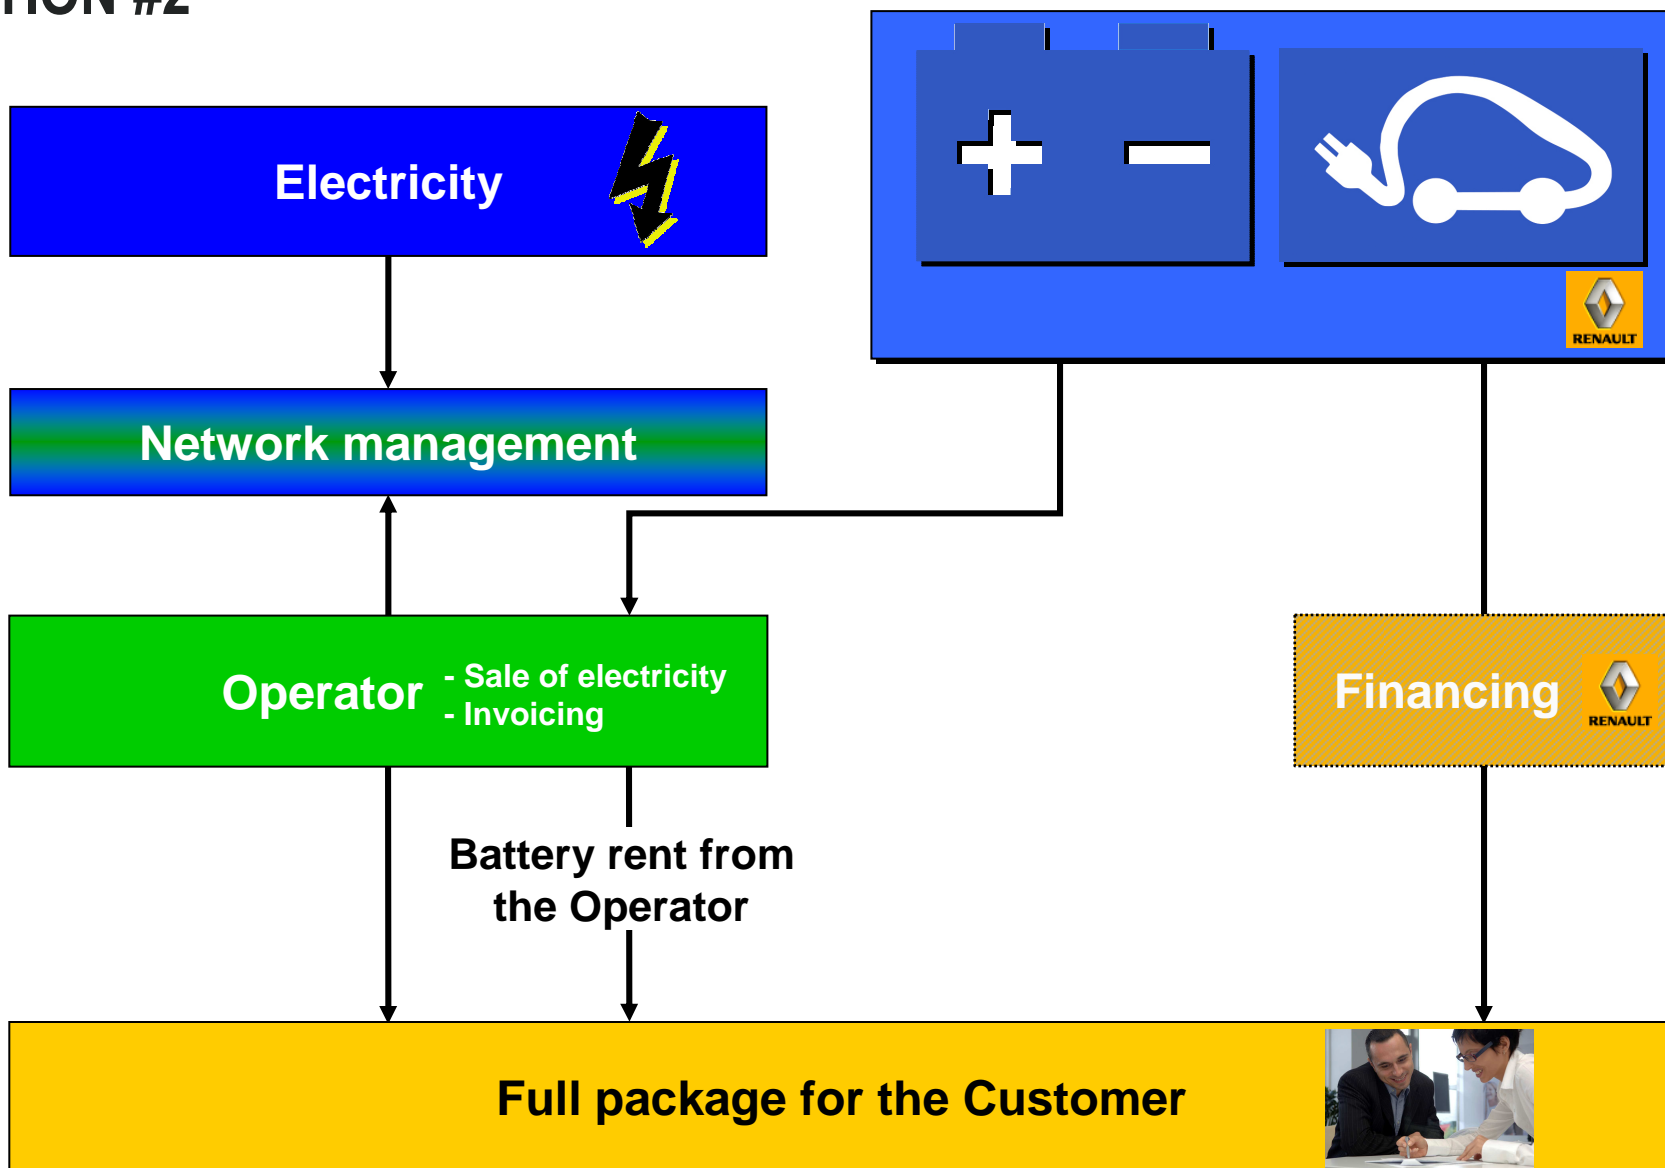 #2
Electricity
RENAULT
Network management
Operator
- Sale of electricity
- Invoicing
Financing
RENAULT
Battery rent from
the Operator
Full package for the Customer